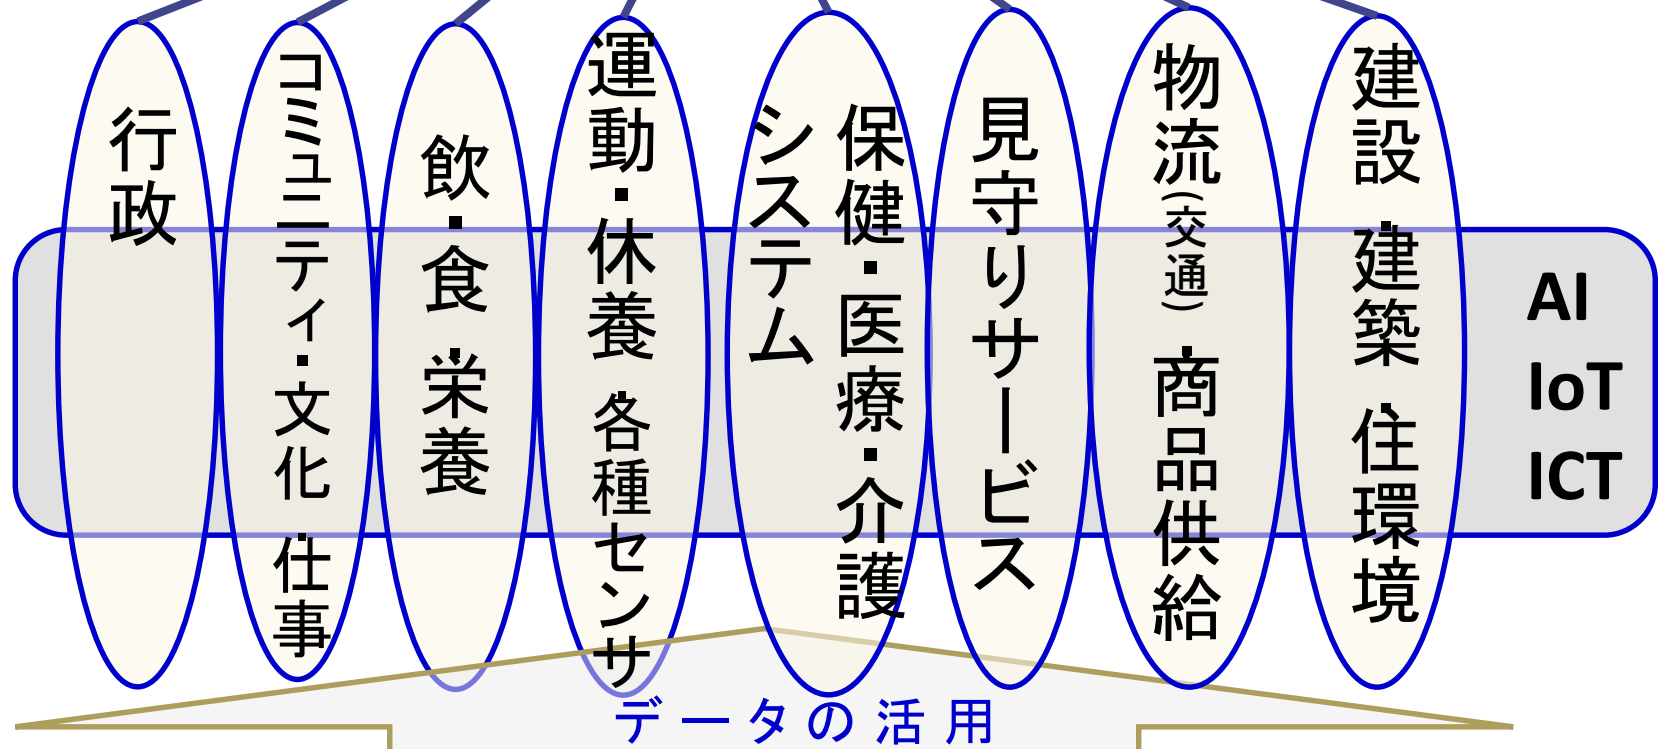 行政
コミュニティ・文化・仕事
飲・食・栄養
運動・休養・各種センサ
保健・医療・介護
システム
見守りサービス
物流(交通)・商品供給
建設・建築・住環境
AI
IoT
ICT
データの活用